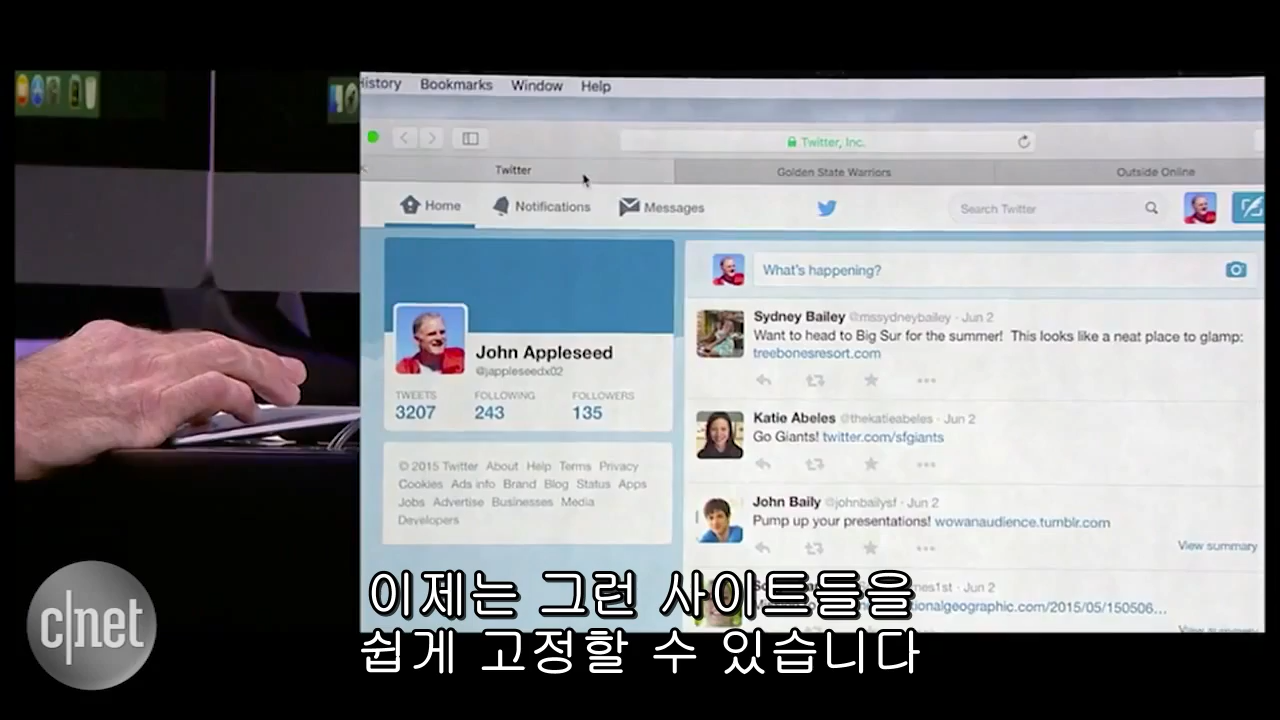 History Bookmarks Window Help
Twitter, Inc.
Twitter Golden State Warriors Outside Online
Home Notifications Messages Search Twitter
What's happening?
John Appleseed
@jappleseedx02
TWEETS FOLLOWING FOLLOWERS
3207 243 135
© 2015 Twitter About Help Terms Privacy
Cookies Ads info Brand Blog Status Apps
Jobs Advertise Businesses Media
Developers
Sydney Bailey @mssydneybailey · Jun 2
Want to head to Big Sur for the summer! This looks like a neat place to glamp:
treebonesresort.com
Katie Abeles @thekatieabeles · Jun 2
Go Giants! twitter.com/sfgiants
John Baily @johnbailysf · Jun 2
Pump up your presentations! wowanaudience.tumblr.com
View summary
Jun 2
View summary
이제는 그런 사이트들을
쉽게 고정할 수 있습니다
c|net